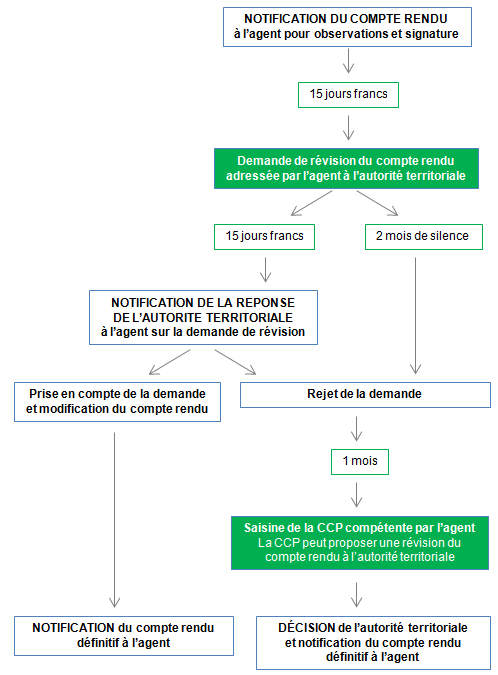 NOTIFICATION DU COMPTE RENDU
à l'agent pour observations et signature
15 jours francs
Demande de révision du compte rendu
adressée par l'agent à l'autorité territoriale
15 jours francs
2 mois de silence
NOTIFICATION DE LA REPONSE
DE L'AUTORITE TERRITORIALE
à l'agent sur la demande de révision
Prise en compte de la demande
et modification du compte rendu
Rejet de la demande
1 mois
Saisine de la CCP compétente par l'agent
La CCP peut proposer une révision du
compte rendu à l'autorité territoriale
NOTIFICATION du compte rendu
définitif à l'agent
DÉCISION de l'autorité territoriale
et notification du compte rendu
définitif à l'agent